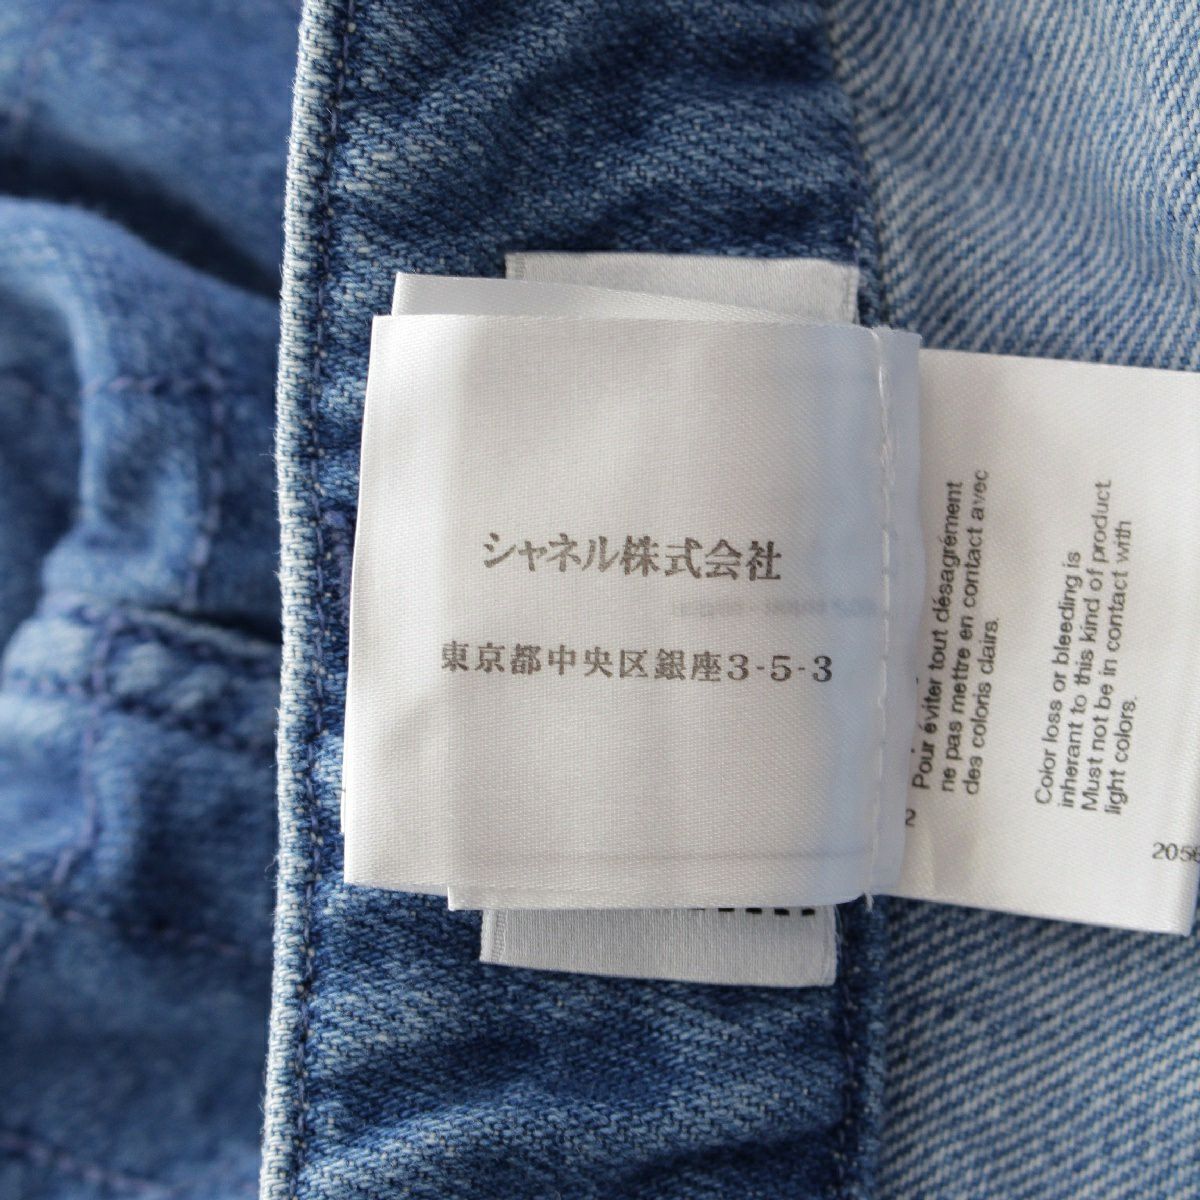 シャネル株式会社
東京都中央区銀座3-5-3
Pour éviter tout désagrément
ne pas mettre en contact avec
des coloris clairs.
2
Color loss or bleeding is
inherant to this kind of product.
Must not be in contact with
light colors.